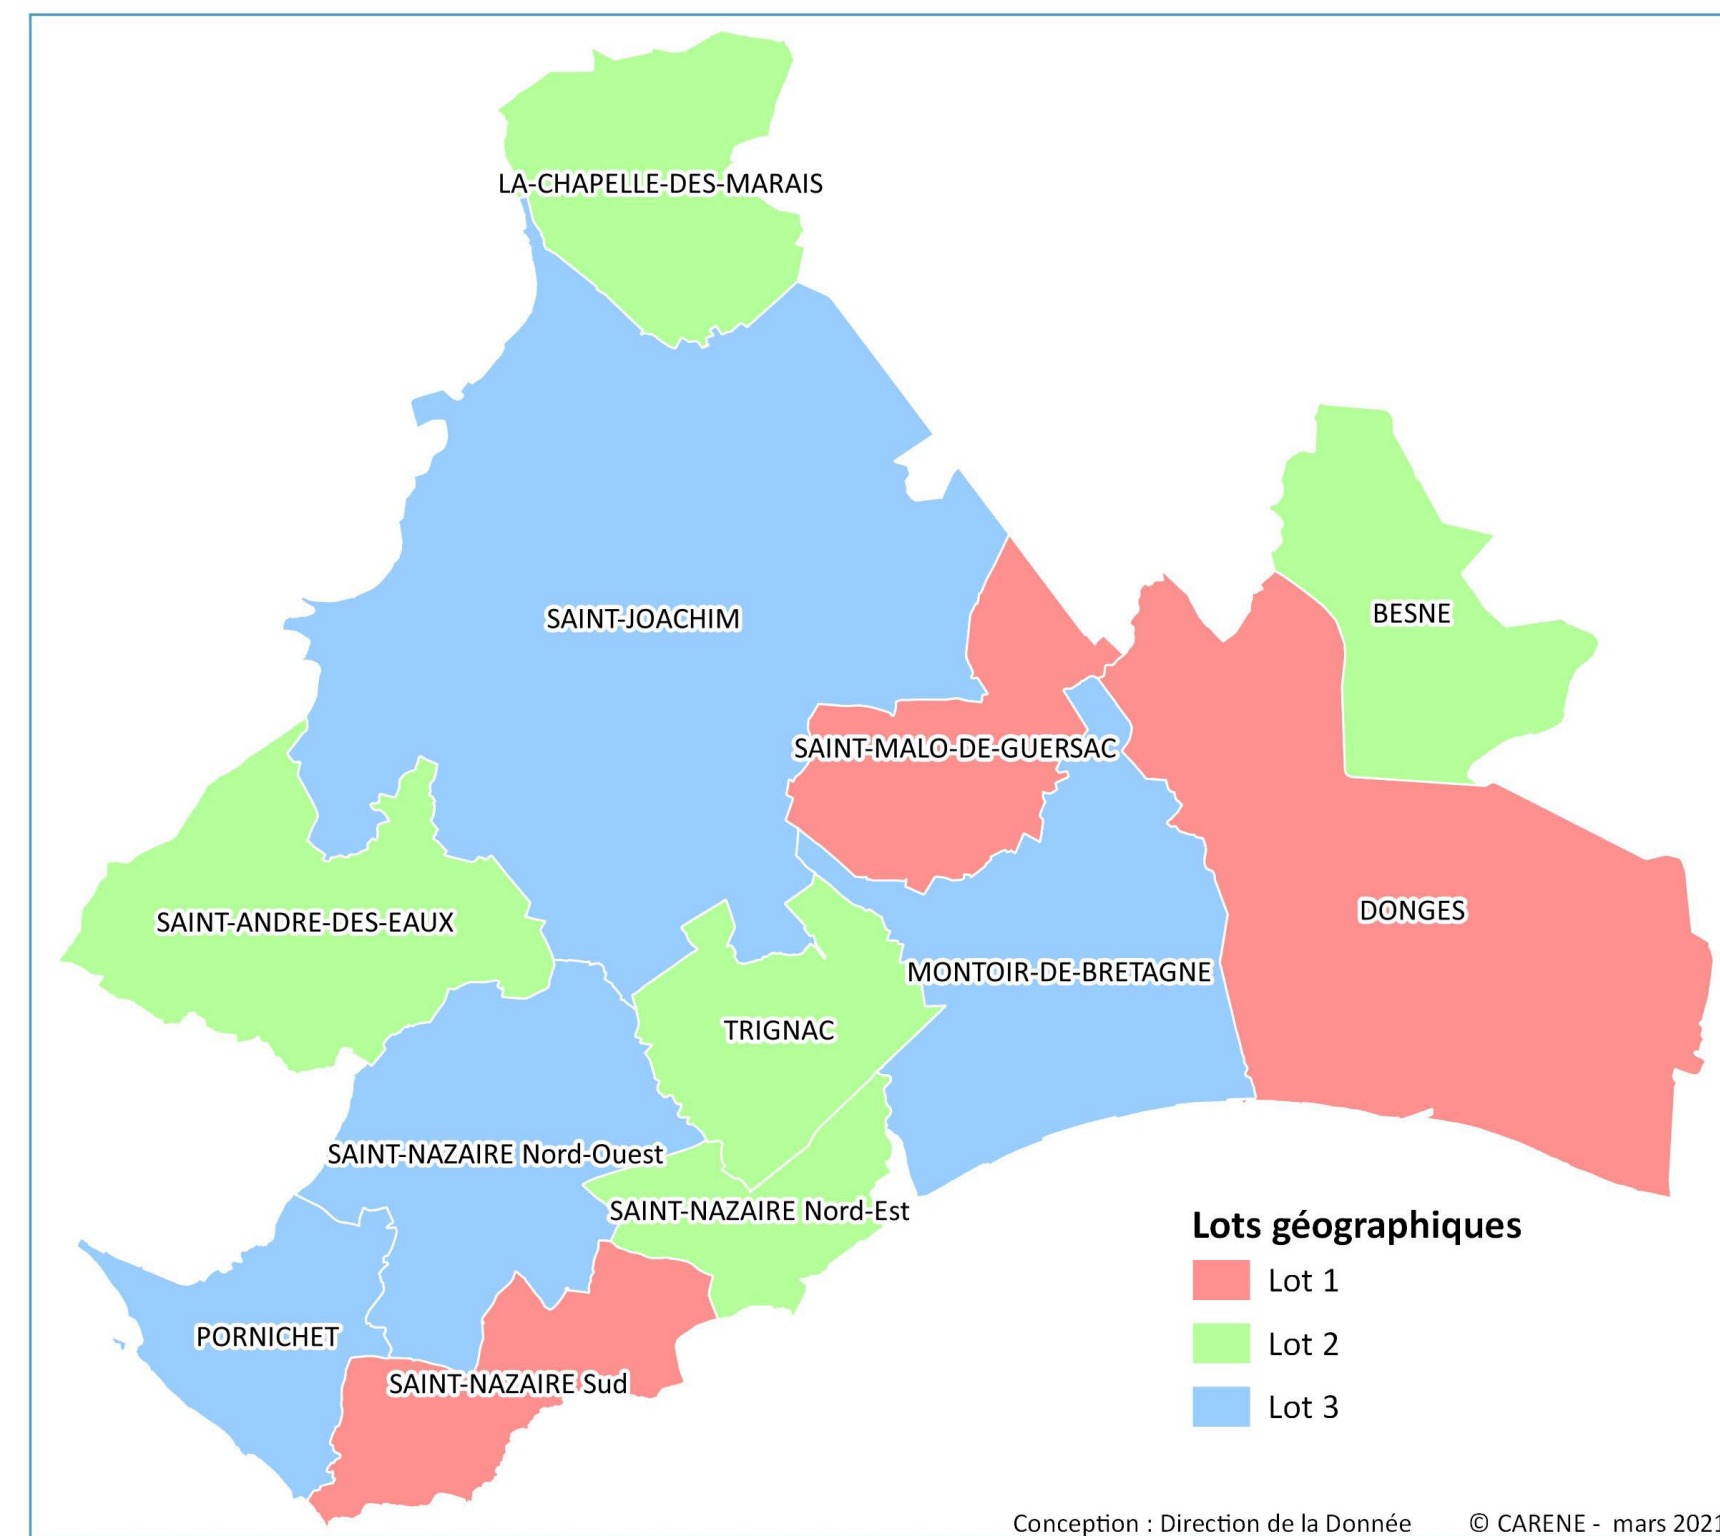 LA-CHAPELLE-DES-MARAIS
SAINT-JOACHIM
BESNE
SAINT-MALO-DE-GUERSAC
DONGES
SAINT-ANDRE-DES-EAUX
MONTOIR-DE-BRETAGNE
TRIGNAC
SAINT-NAZAIRE Nord-Ouest
SAINT-NAZAIRE Nord-Est
PORNICHET
SAINT-NAZAIRE Sud
Lots géographiques
Lot 1
Lot 2
Lot 3
Conception : Direction de la Donnée © CARENE - mars 2021